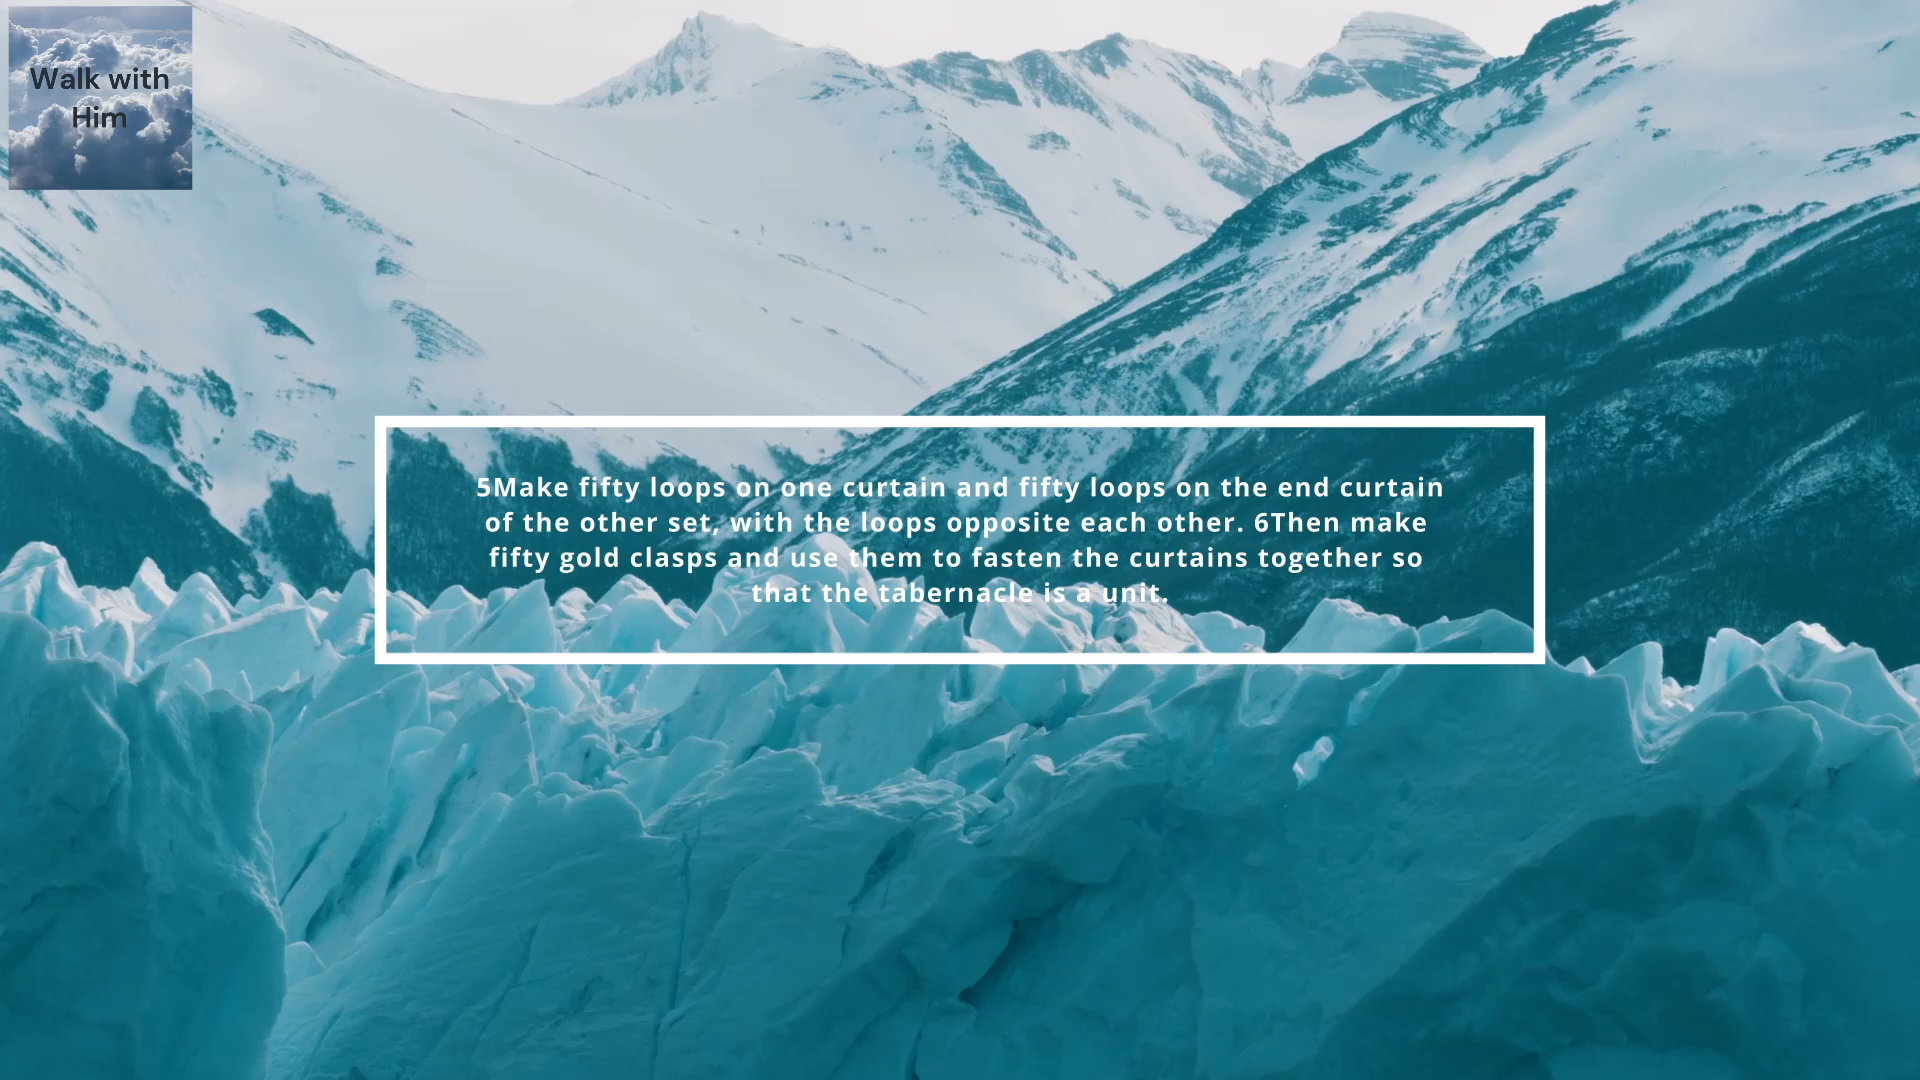 Walk with
Him
5Make fifty loops on one curtain and fifty loops on the end curtain
of the other set, with the loops opposite each other. 6Then make
fifty gold clasps and use them to fasten the curtains together so
that the tabernacle is a unit.